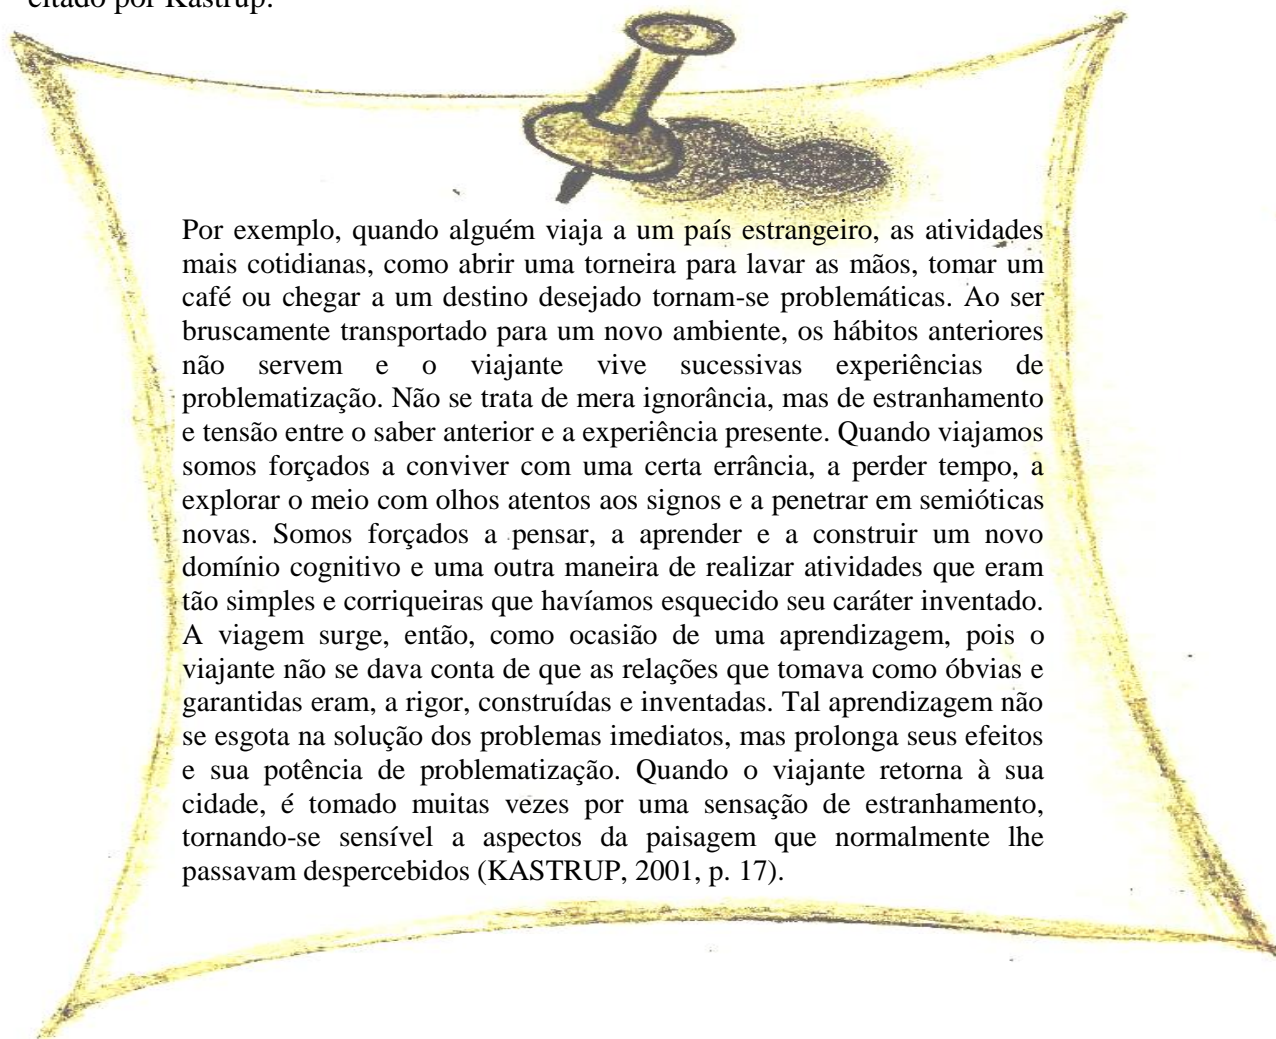 citado por Kastrup:
Por exemplo, quando alguém viaja a um país estrangeiro, as atividades
mais cotidianas, como abrir uma torneira para lavar as mãos, tomar um
café ou chegar a um destino desejado tornam-se problemáticas. Ao ser
bruscamente transportado para um novo ambiente, os hábitos anteriores
não servem e o viajante vive sucessivas experiências de
problematização. Não se trata de mera ignorância, mas de estranhamento
e tensão entre o saber anterior e a experiência presente. Quando viajamos
somos forçados a conviver com uma certa errância, a perder tempo, a
explorar o meio com olhos atentos aos signos e a penetrar em semióticas
novas. Somos forçados a pensar, a aprender e a construir um novo
domínio cognitivo e uma outra maneira de realizar atividades que eram
tão simples e corriqueiras que havíamos esquecido seu caráter inventado.
A viagem surge, então, como ocasião de uma aprendizagem, pois o
viajante não se dava conta de que as relações que tomava como óbvias e
garantidas eram, a rigor, construídas e inventadas. Tal aprendizagem não
se esgota na solução dos problemas imediatos, mas prolonga seus efeitos
e sua potência de problematização. Quando o viajante retorna à sua
cidade, é tomado muitas vezes por uma sensação de estranhamento,
tornando-se sensível a aspectos da paisagem que normalmente lhe
passavam despercebidos (KASTRUP, 2001, p. 17).